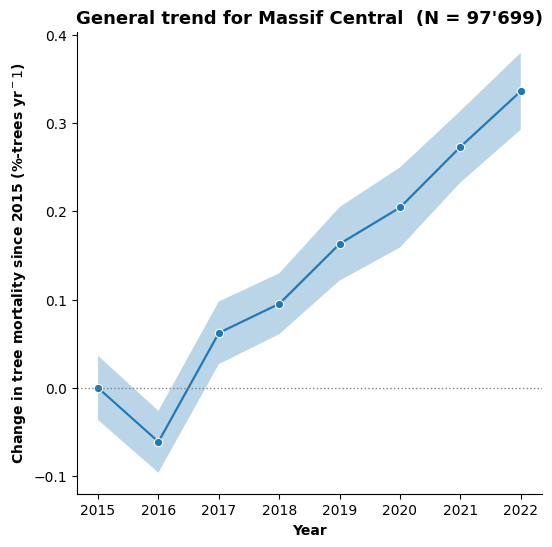 General trend for Massif Central  (N = 97'699)
Change in tree mortality since 2015 (%-trees yr⁻1)
0.4
0.3
0.2
0.1
0.0
−0.1
2015 2016 2017 2018 2019 2020 2021 2022
Year